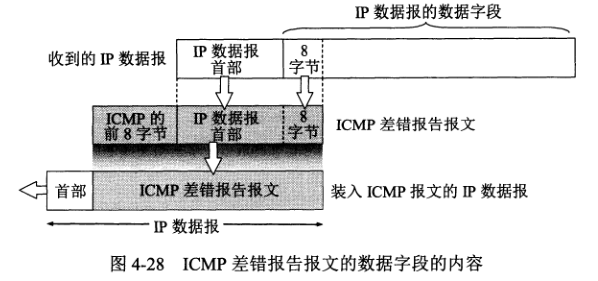 IP 数据报的数据字段
收到的 IP 数据报
IP 数据报
首部
8
字节
ICMP 的
前 8 字节
IP 数据报
首部
8
字节
ICMP 差错报告报文
首部
ICMP 差错报告报文
装入 ICMP 报文的 IP 数据报
IP 数据报
图 4-28 ICMP 差错报告报文的数据字段的内容